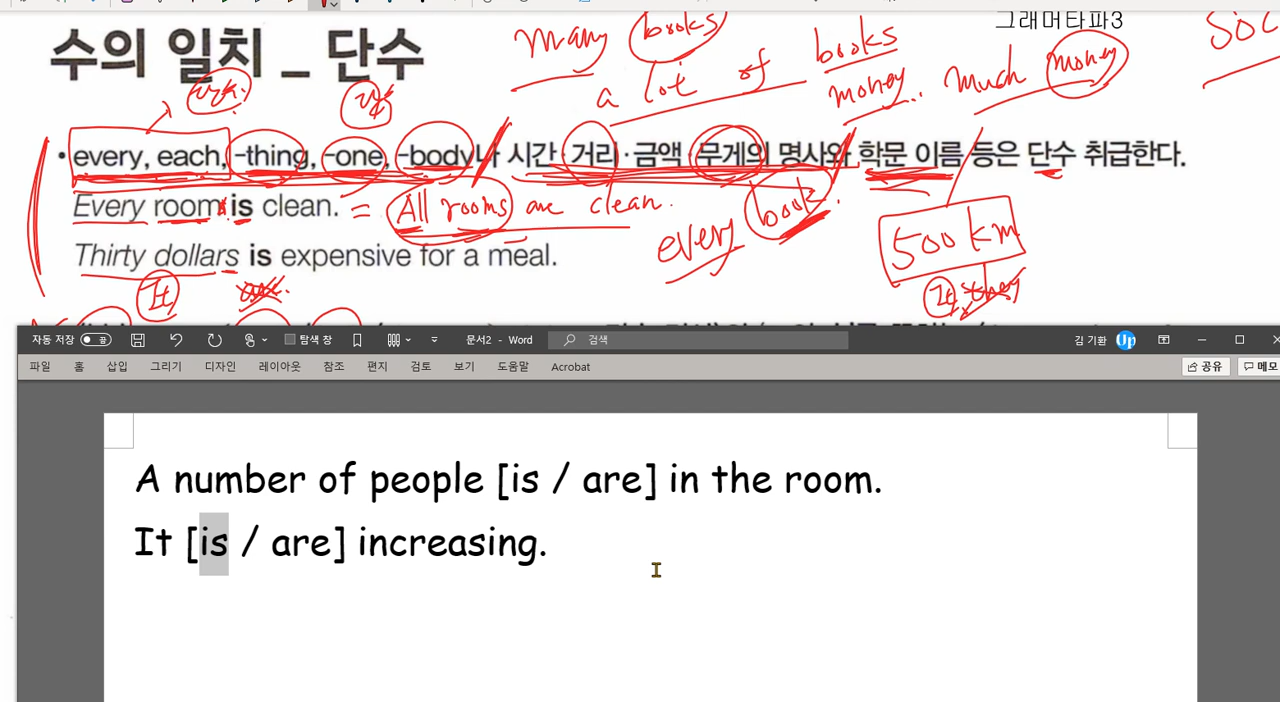 그래머타파3
수의 일치 _ 단수
many books
a lot of books
money..
much money
• every, each, -thing, -one, -body나 시간 · 거리 · 금액 · 무게의 명사와 학문 이름 등은 단수 취급한다.
Every room is clean. = All rooms are clean.
every book.
500 km
Thirty dollars is expensive for a meal.
It
It they
자동 저장 끔 탐색 창 문서2 - Word 검색 김 기환 Up
파일 홈 삽입 그리기 디자인 레이아웃 참조 편지 검토 보기 도움말 Acrobat 공유 메모
A number of people [is / are] in the room.
It [is / are] increasing.